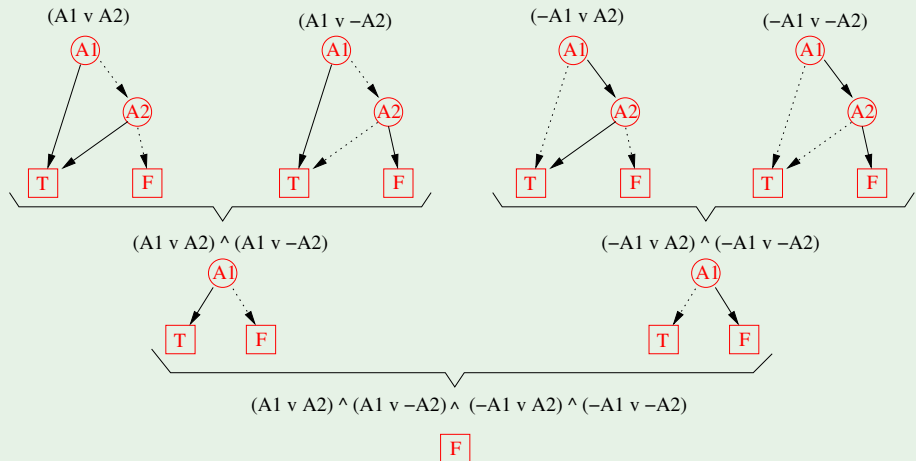 (A1 v A2) (A1 v −A2) (−A1 v A2) (−A1 v −A2)
A1 A1 A1 A1
A2 A2 A2 A2
T F T F T F T F
(A1 v A2) ^ (A1 v −A2) (−A1 v A2) ^ (−A1 v −A2)
A1 A1
T F T F
(A1 v A2) ^ (A1 v −A2) ^ (−A1 v A2) ^ (−A1 v −A2)
F